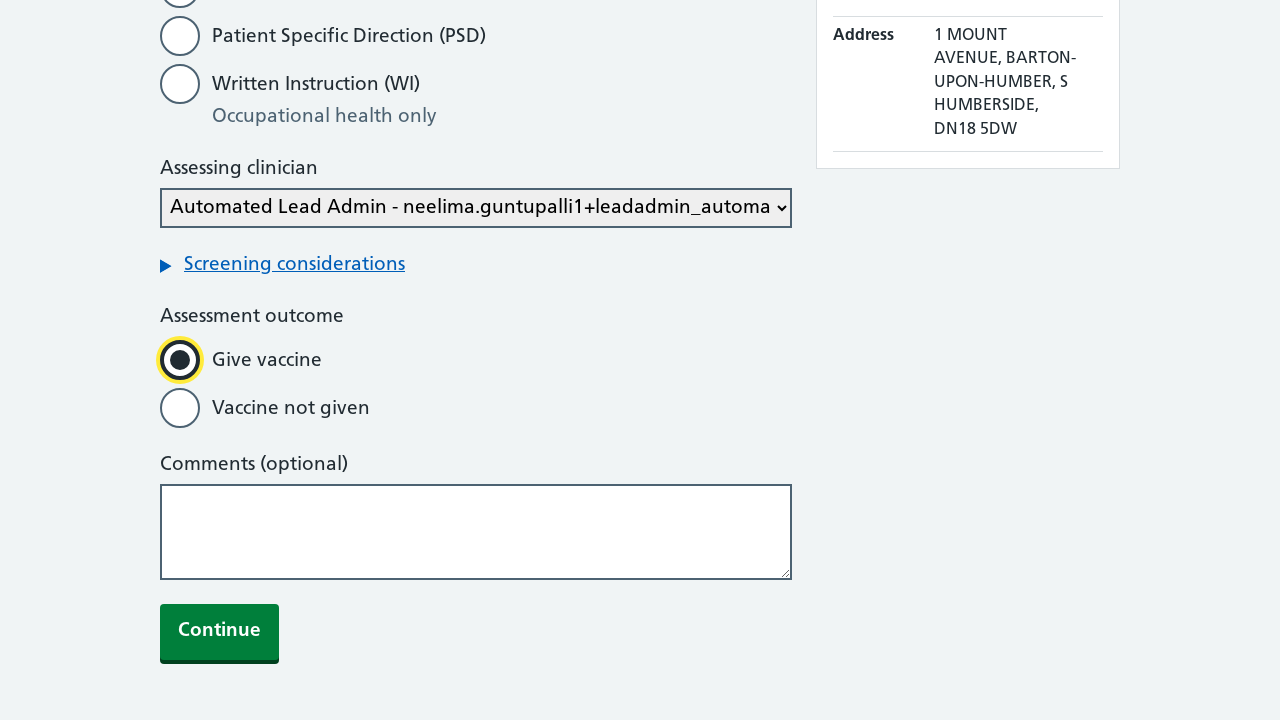 Patient Specific Direction (PSD)
Written Instruction (WI)
Occupational health only
Assessing clinician
Automated Lead Admin - neelima.guntupalli1+leadadmin_automa
Screening considerations
Assessment outcome
Give vaccine
Vaccine not given
Comments (optional)
Continue
Address
1 MOUNT
AVENUE, BARTON-
UPON-HUMBER, S
HUMBERSIDE,
DN18 5DW